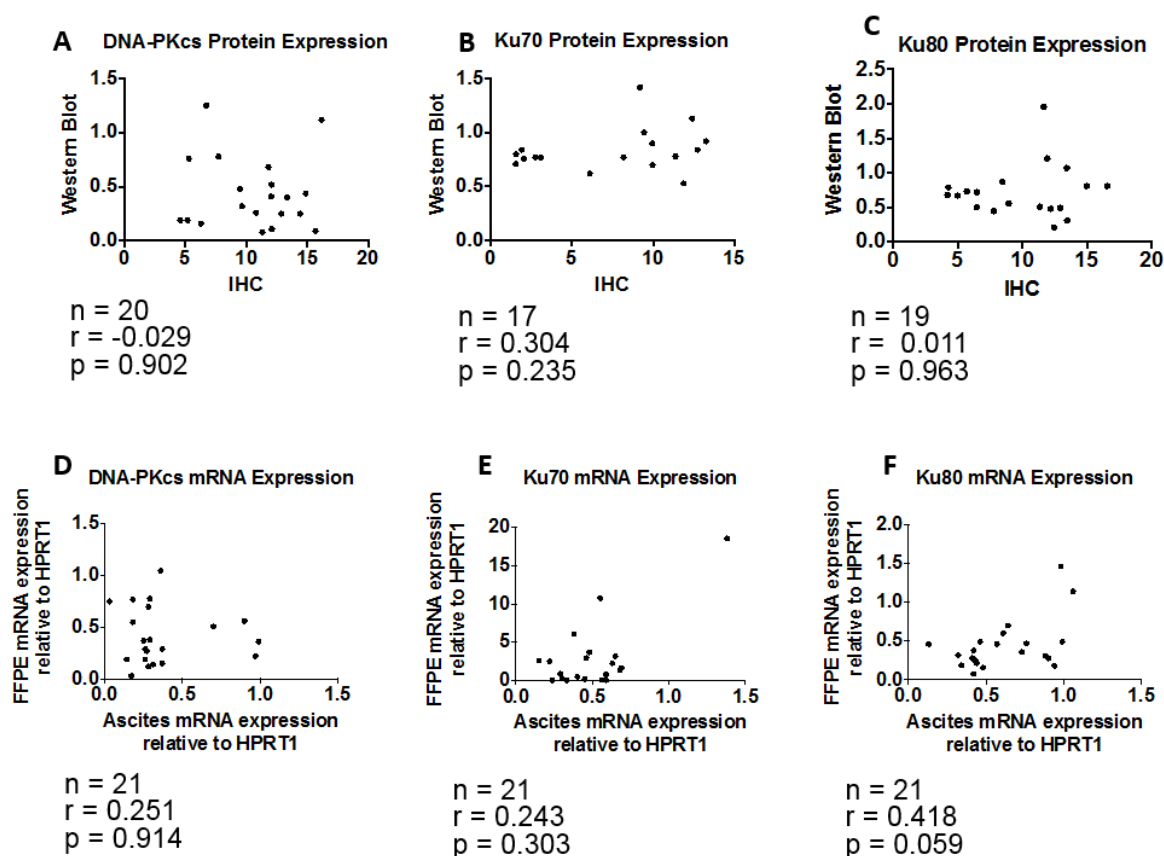 A
DNA-PKcs Protein Expression
Western Blot
1.5
1.0
0.5
0.0
0 5 10 15 20
IHC
n = 20
r = -0.029
p = 0.902
B
Ku70 Protein Expression
Western Blot
1.5
1.0
0.5
0.0
0 5 10 15
IHC
n = 17
r = 0.304
p = 0.235
C
Ku80 Protein Expression
Western Blot
2.5
2.0
1.5
1.0
0.5
0.0
0 5 10 15 20
IHC
n = 19
r = 0.011
p = 0.963
D
DNA-PKcs mRNA Expression
FFPE mRNA expression
relative to HPRT1
1.5
1.0
0.5
0.0
0.0 0.5 1.0 1.5
Ascites mRNA expression
relative to HPRT1
n = 21
r = 0.251
p = 0.914
E
Ku70 mRNA Expression
FFPE mRNA expression
relative to HPRT1
20
15
10
5
0
0.0 0.5 1.0 1.5
Ascites mRNA expression
relative to HPRT1
n = 21
r = 0.243
p = 0.303
F
Ku80 mRNA Expression
FFPE mRNA expression
relative to HPRT1
2.0
1.5
1.0
0.5
0.0
0.0 0.5 1.0 1.5
Ascites mRNA expression
relative to HPRT1
n = 21
r = 0.418
p = 0.059